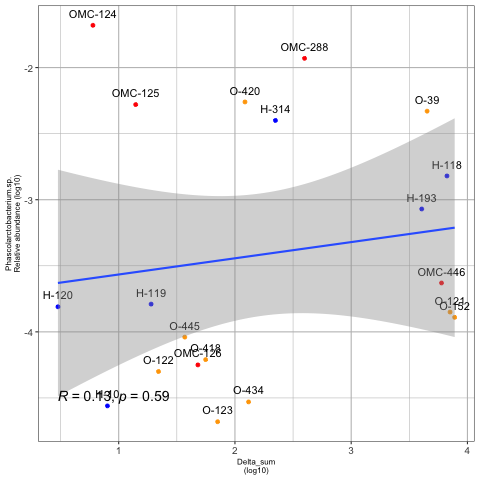 OMC-124
OMC-288
OMC-125
O-420
H-314
O-39
H-118
H-193
OMC-446
O-121
O-152
H-120
H-119
O-445
O-418
OMC-126
O-122
O-434
O-123
R = 0.13, p = 0.59
-2
-3
-4
1
2
3
4
Delta_sum
(log10)
Phascolarctobacterium.sp.
Relative abundance (log10)